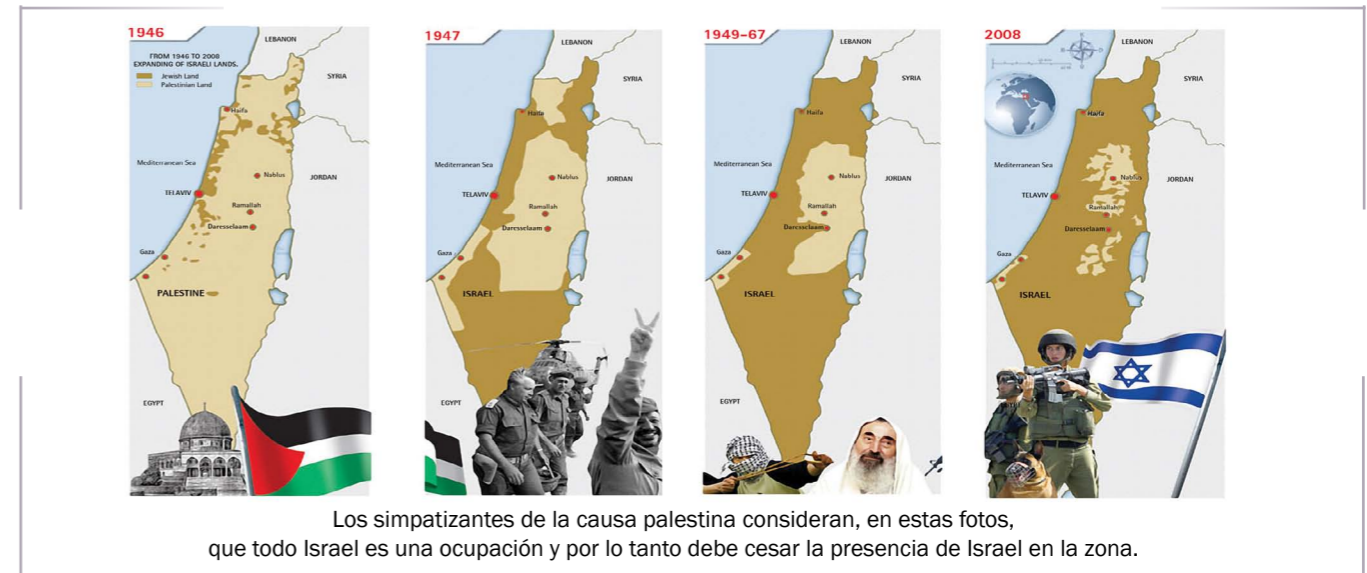 1946
FROM 1946 TO 2008
EXPANDING OF ISRAELI LANDS.
Jewish Land
Palestinian Land
LEBANON
SYRIA
Haifa
Mediterranean Sea
Nablus
JORDAN
TELAVIV
Ramallah
Daresselaam
Gaza
PALESTINE
EGYPT
1947
LEBANON
SYRIA
Haifa
Mediterranean Sea
Nablus
JORDAN
TELAVIV
Ramallah
Daresselaam
Gaza
ISRAEL
EGYPT
1949-67
LEBANON
SYRIA
Haifa
Mediterranean Sea
Nablus
JORDAN
TELAVIV
Ramallah
Daresselaam
Gaza
ISRAEL
EGYPT
2008
LEBANON
SYRIA
Haifa
Mediterranean Sea
Nablus
JORDAN
TELAVIV
Ramallah
Daresselaam
Gaza
ISRAEL
Los simpatizantes de la causa palestina consideran, en estas fotos,
que todo Israel es una ocupación y por lo tanto debe cesar la presencia de Israel en la zona.